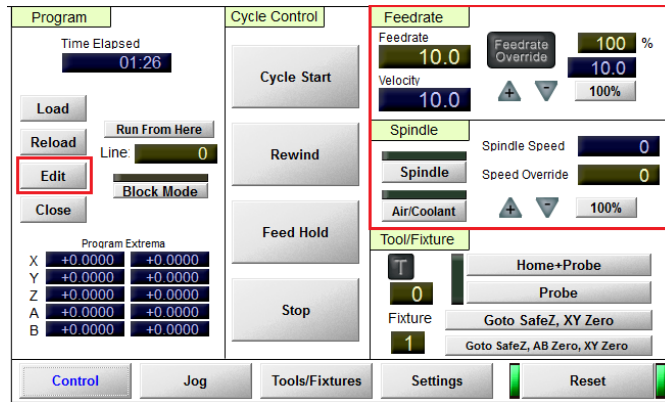 Program
Time Elapsed
01:26
Load
Reload
Edit
Close
Run From Here
Line: 0
Block Mode
Program Extrema
X +0.0000 +0.0000
Y +0.0000 +0.0000
Z +0.0000 +0.0000
A +0.0000 +0.0000
B +0.0000 +0.0000
Cycle Control
Cycle Start
Rewind
Feed Hold
Stop
Feedrate
Feedrate
10.0
Velocity
10.0
Feedrate
Override
100 %
10.0
+ - 100%
Spindle
Spindle
Air/Coolant
Spindle Speed 0
Speed Override 0
+ - 100%
Tool/Fixture
T
0
Fixture
1
Home+Probe
Probe
Goto SafeZ, XY Zero
Goto SafeZ, AB Zero, XY Zero
Control Jog Tools/Fixtures Settings Reset